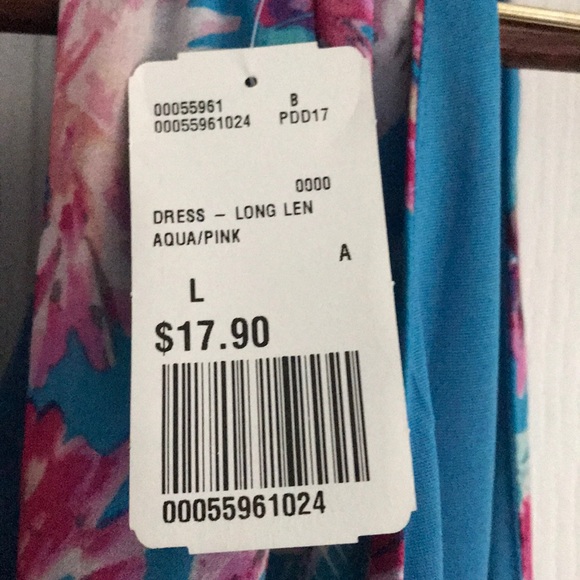 00055961 B
00055961024 PDD17
0000
DRESS – LONG LEN
AQUA/PINK
A
L
$17.90
00055961024